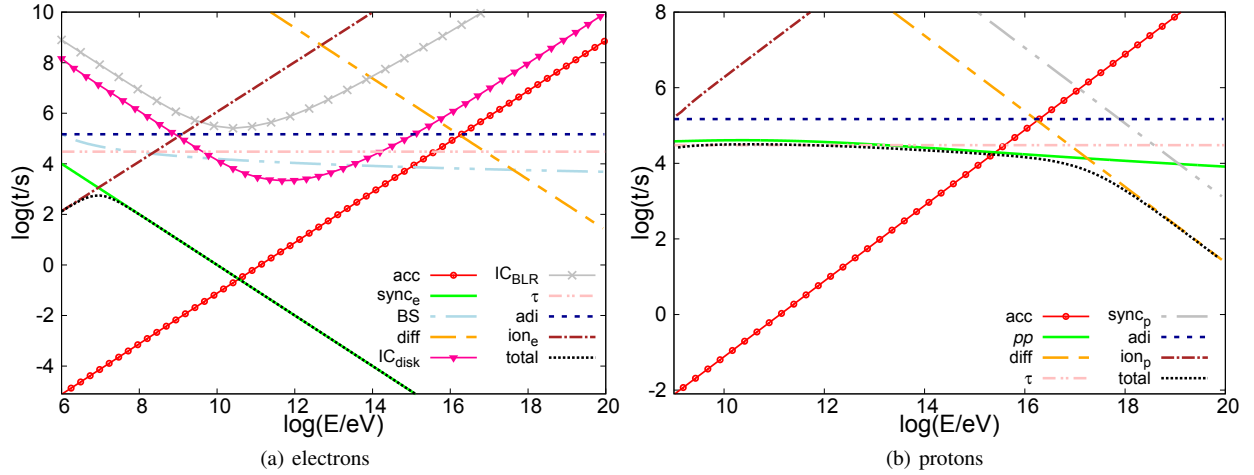 10
8
6
4
2
0
-2
-4
log(t/s)
6 8 10 12 14 16 18 20
log(E/eV)
acc
sync_e
BS
diff
IC_disk
IC_BLR
τ
adi
ion_e
total
(a) electrons
8
6
4
2
0
-2
log(t/s)
10 12 14 16 18 20
log(E/eV)
acc
pp
diff
τ
sync_p
adi
ion_p
total
(b) protons